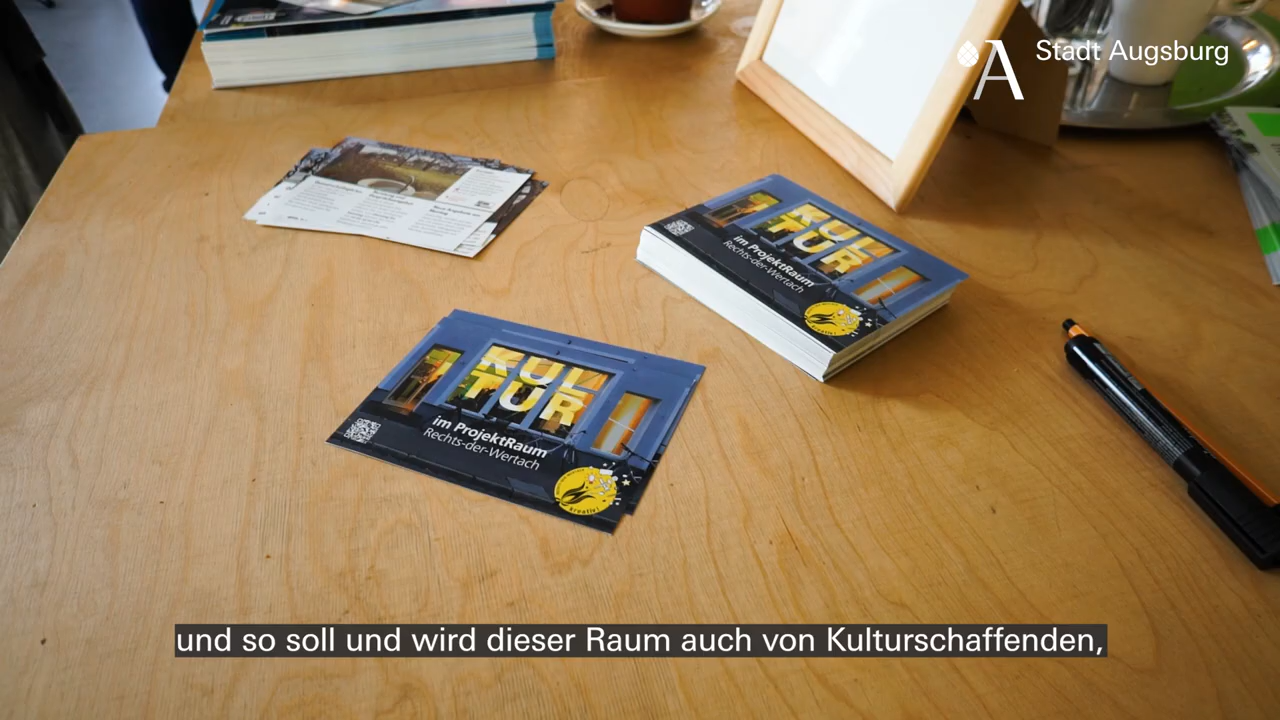 A
Stadt Augsburg
KUL
TUR
im ProjektRaum
Rechts-der-Wertach
KUL
TUR
im ProjektRaum
Rechts-der-Wertach
kreativ!
und so soll und wird dieser Raum auch von Kulturschaffenden,